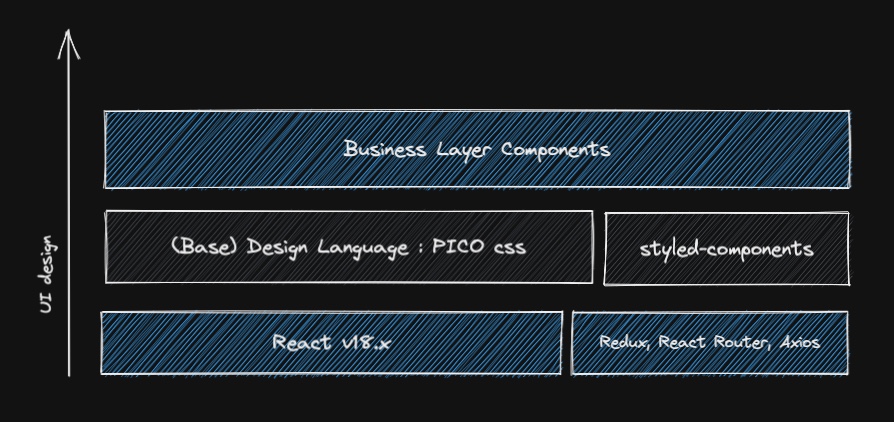 Business Layer Components
(Base) Design Language : PICO css
styled-components
UI design
React v18.x
Redux, React Router, Axios